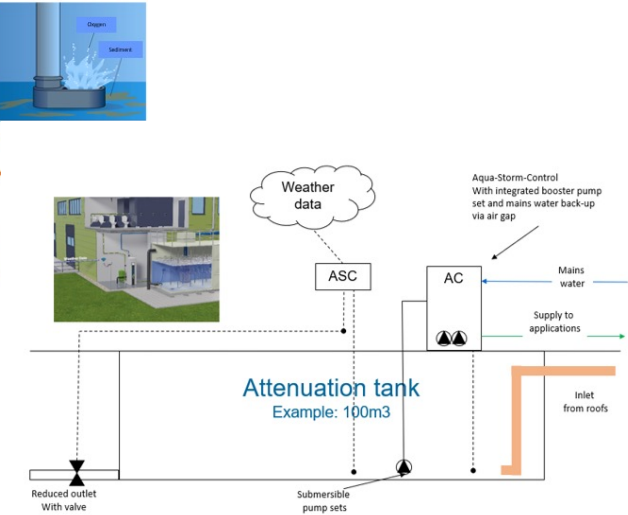 Oxygen
Sediment
Weather
data
Aqua-Storm-Control
With integrated booster pump
set and mains water back-up
via air gap
ASC
AC
Mains
water
Supply to
applications
Attenuation tank
Example: 100m3
Inlet
from roofs
Reduced outlet
With valve
Submersible
pump sets